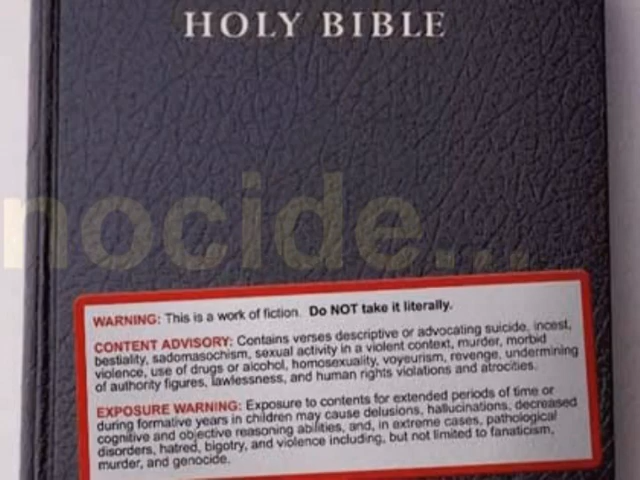 HOLY BIBLE
nocide...
WARNING: This is a work of fiction. Do NOT take it literally.
CONTENT ADVISORY: Contains verses descriptive or advocating suicide, incest,
bestiality, sadomasochism, sexual activity in a violent context, murder, morbid
violence, use of drugs or alcohol, homosexuality, voyeurism, revenge, undermining
of authority figures, lawlessness, and human rights violations and atrocities.
EXPOSURE WARNING: Exposure to contents for extended periods of time or
during formative years in children may cause delusions, hallucinations, decreased
cognitive and objective reasoning abilities, and, in extreme cases, pathological
disorders, hatred, bigotry, and violence including, but not limited to fanaticism,
murder, and genocide.